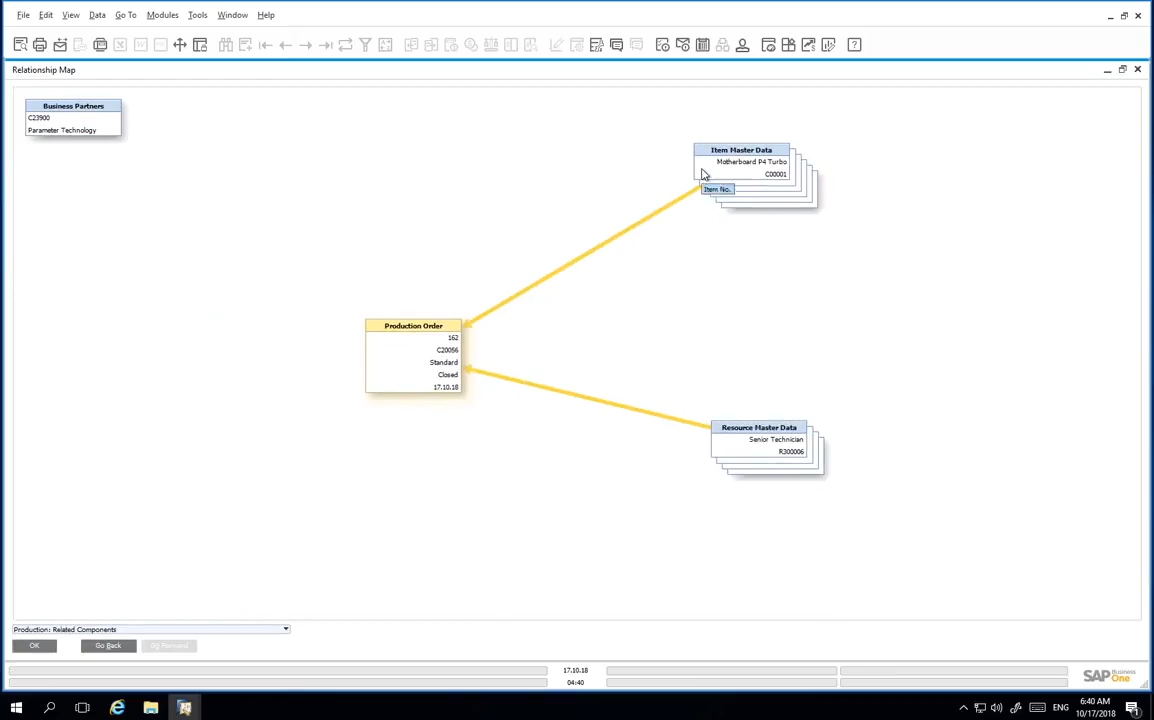 File Edit View Data Go To Modules Tools Window Help
Relationship Map
Business Partners
C23900
Parameter Technology
Item Master Data
Motherboard P4 Turbo
C00001
Item No.
Production Order
162
C20056
Standard
Closed
17.10.18
Resource Master Data
Senior Technician
R300006
Production: Related Components
OK Go Back Go Forward
17.10.18
04:40
SAP Business One
ENG
6:40 AM
10/17/2018